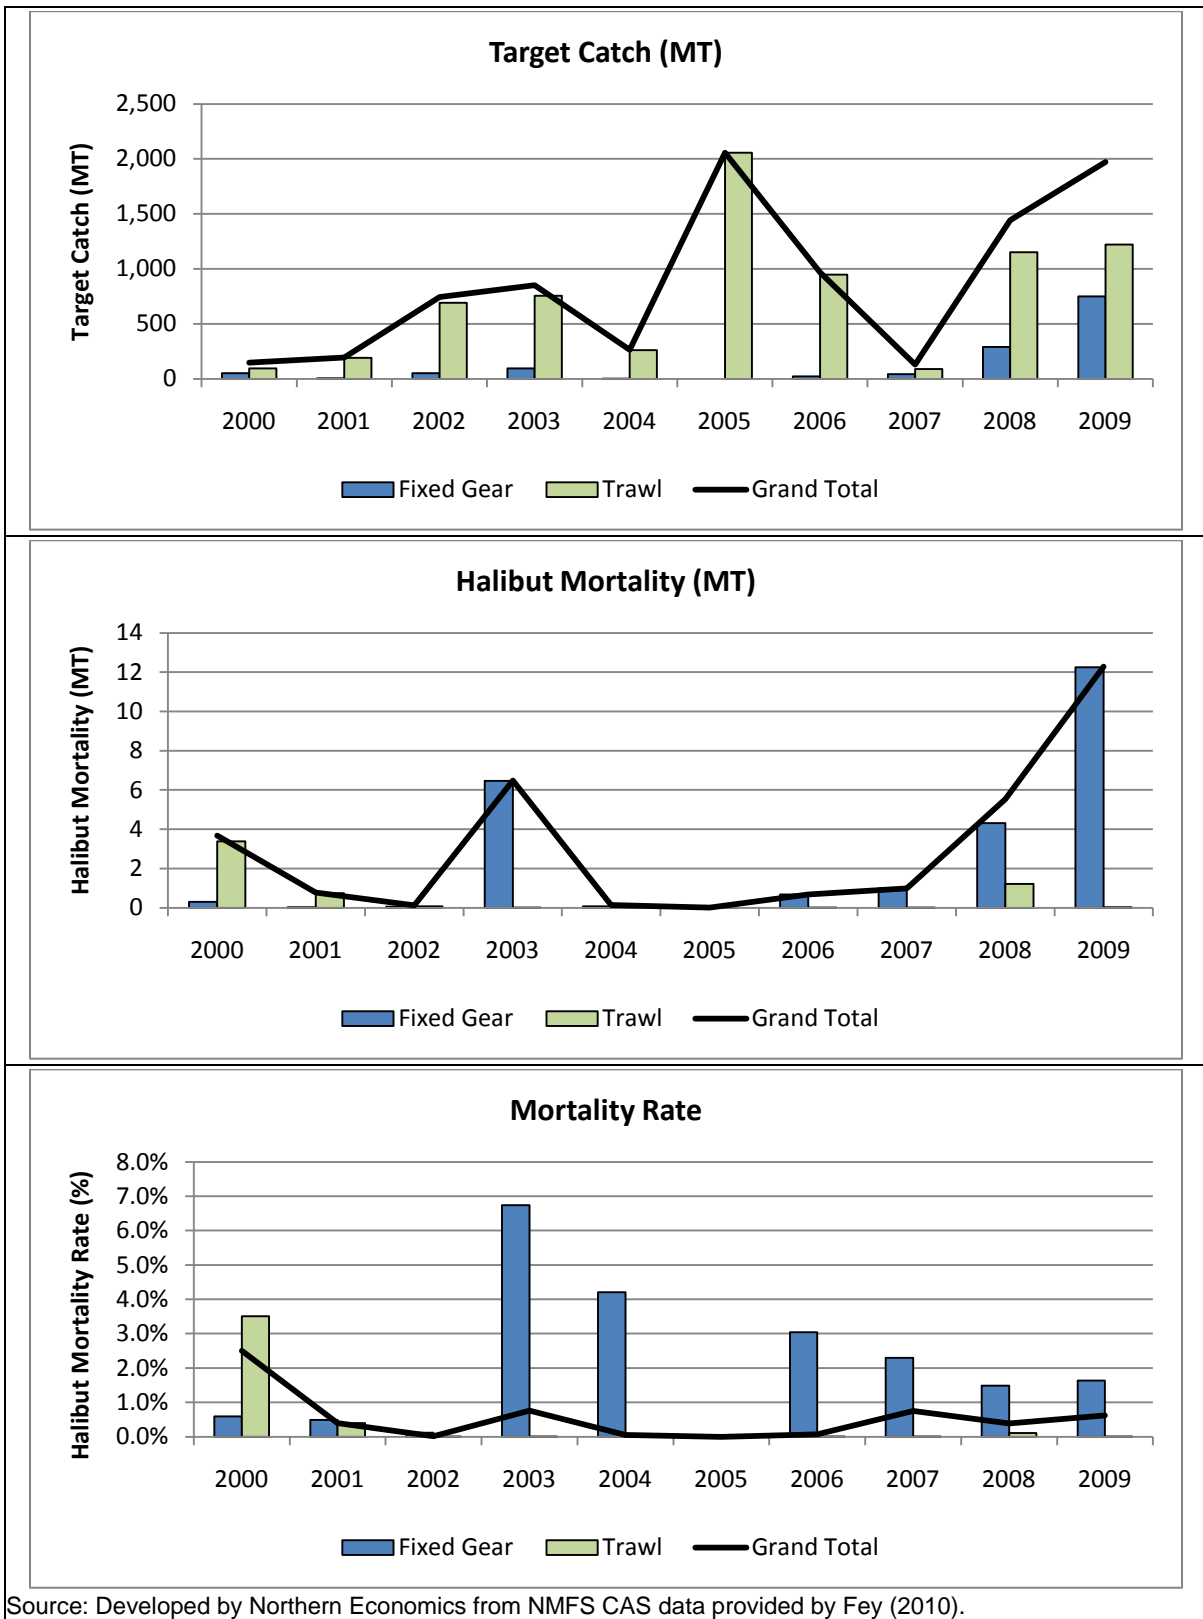 Target Catch (MT)
Target Catch (MT)
2,500
2,000
1,500
1,000
500
0
2000 2001 2002 2003 2004 2005 2006 2007 2008 2009
Fixed Gear Trawl Grand Total
Halibut Mortality (MT)
Halibut Mortality (MT)
14
12
10
8
6
4
2
0
2000 2001 2002 2003 2004 2005 2006 2007 2008 2009
Fixed Gear Trawl Grand Total
Mortality Rate
Halibut Mortality Rate (%)
8.0%
7.0%
6.0%
5.0%
4.0%
3.0%
2.0%
1.0%
0.0%
2000 2001 2002 2003 2004 2005 2006 2007 2008 2009
Fixed Gear Trawl Grand Total
Source: Developed by Northern Economics from NMFS CAS data provided by Fey (2010).